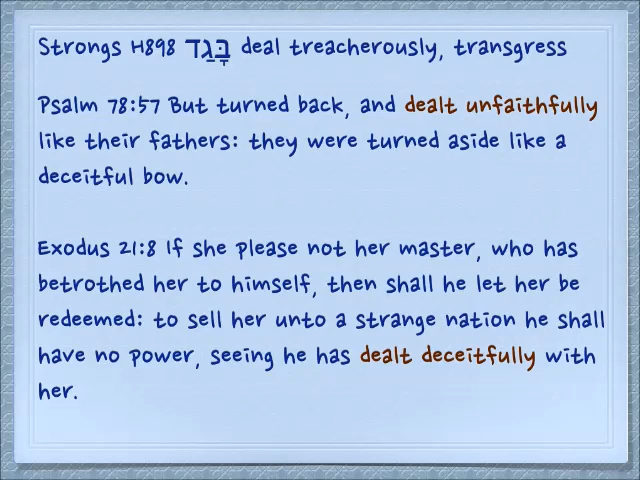 Strongs H898 בָּגַד deal treacherously, transgress
Psalm 78:57 But turned back, and dealt unfaithfully
like their fathers: they were turned aside like a
deceitful bow.
Exodus 21:8 If she please not her master, who has
betrothed her to himself, then shall he let her be
redeemed: to sell her unto a strange nation he shall
have no power, seeing he has dealt deceitfully with
her.